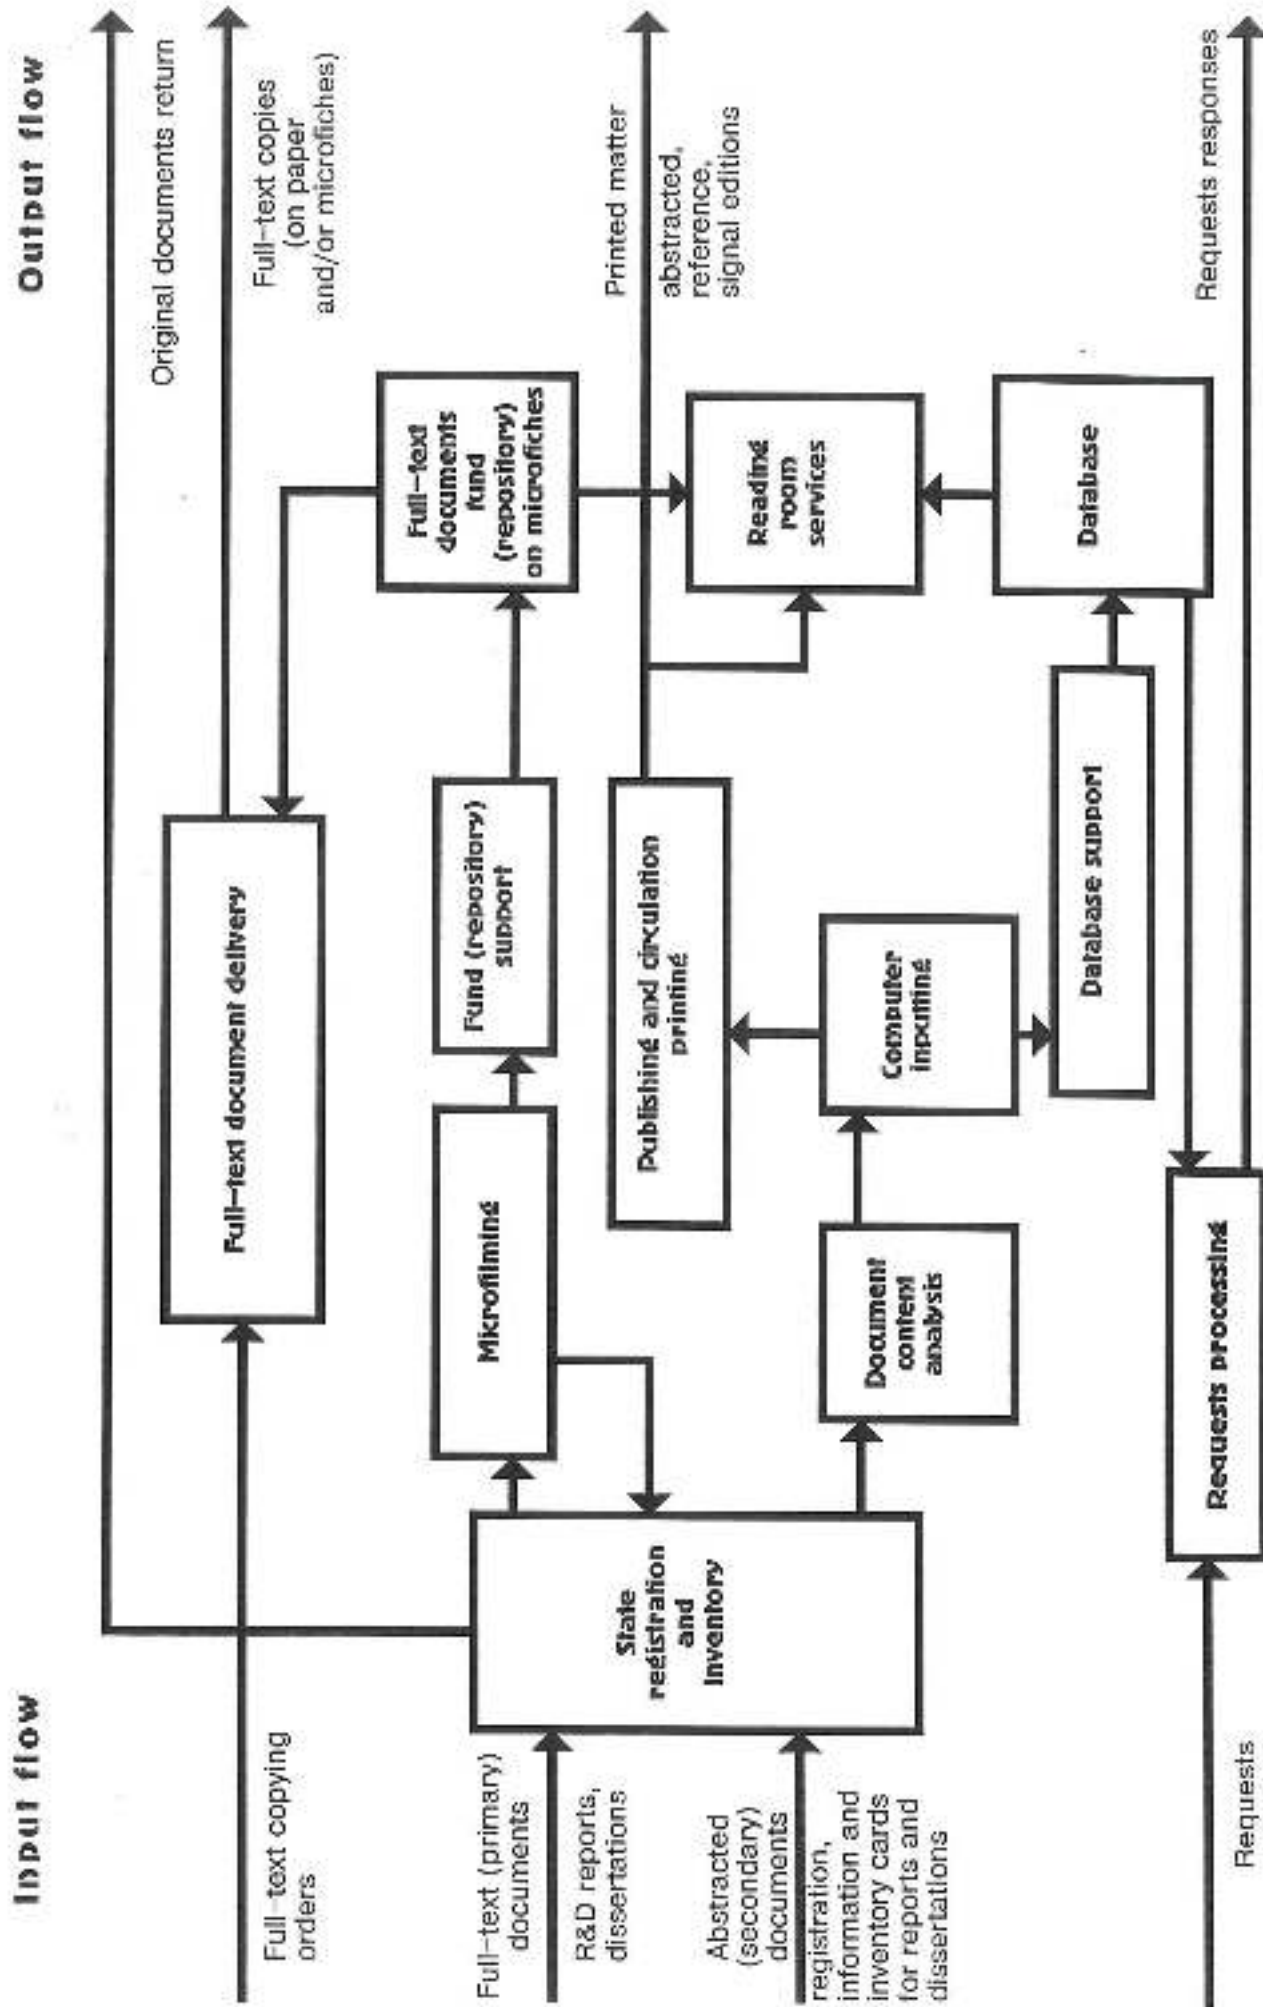 Input flow
Output flow
Original documents return
Full-text copying
orders
Full-text document delivery
Full-text copies
(on paper
and/or microfiches)
Full-text (primary)
documents
R&D reports,
dissertations
Microfilming
Fund (repository)
support
Full-text
documents
fund
(repository)
on microfiches
State
registration
and
inventory
Publishing and circulation
printing
Printed matter
abstracted,
reference,
signal editions
Abstracted
(secondary)
documents
registration,
information and
inventory cards
for reports and
dissertations
Document
content
analysis
Computer
inputting
Reading
room
services
Database support
Database
Requests
Requests processing
Requests responses